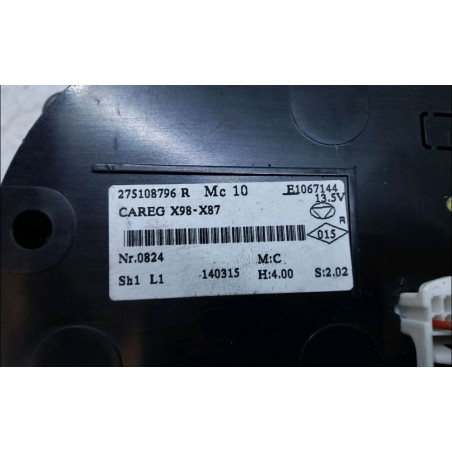 275108796 R Mc 10 E1067144
13.5V
CAREG X98-X87
R
015
Nr.0824 M:C
Sh1 L1 140315 H:4.00 S:2.02